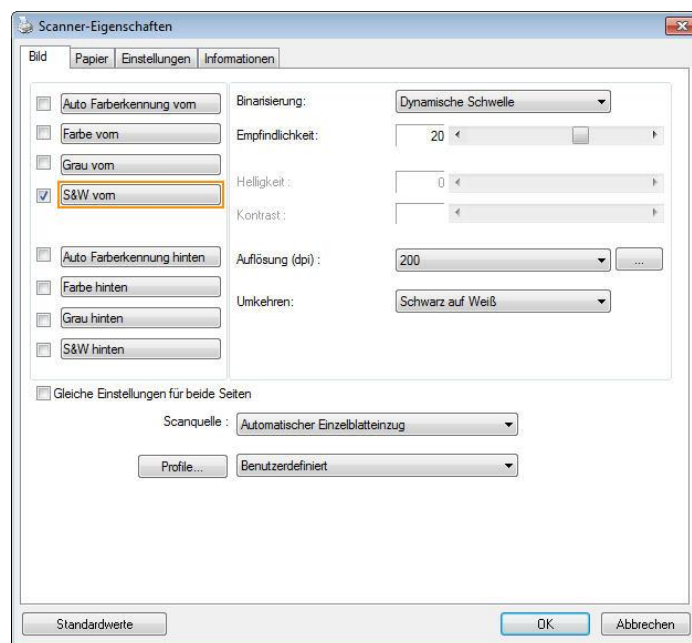 Scanner-Eigenschaften
Bild Papier Einstellungen Informationen
Auto Farberkennung vorn
Farbe vorn
Grau vorn
S&W vorn
Auto Farberkennung hinten
Farbe hinten
Grau hinten
S&W hinten
Binarisierung: Dynamische Schwelle
Empfindlichkeit: 20
Helligkeit : 0
Kontrast :
Auflösung (dpi) : 200 ...
Umkehren: Schwarz auf Weiß
Gleiche Einstellungen für beide Seiten
Scanquelle : Automatischer Einzelblatteinzug
Profile... Benutzerdefiniert
Standardwerte OK Abbrechen